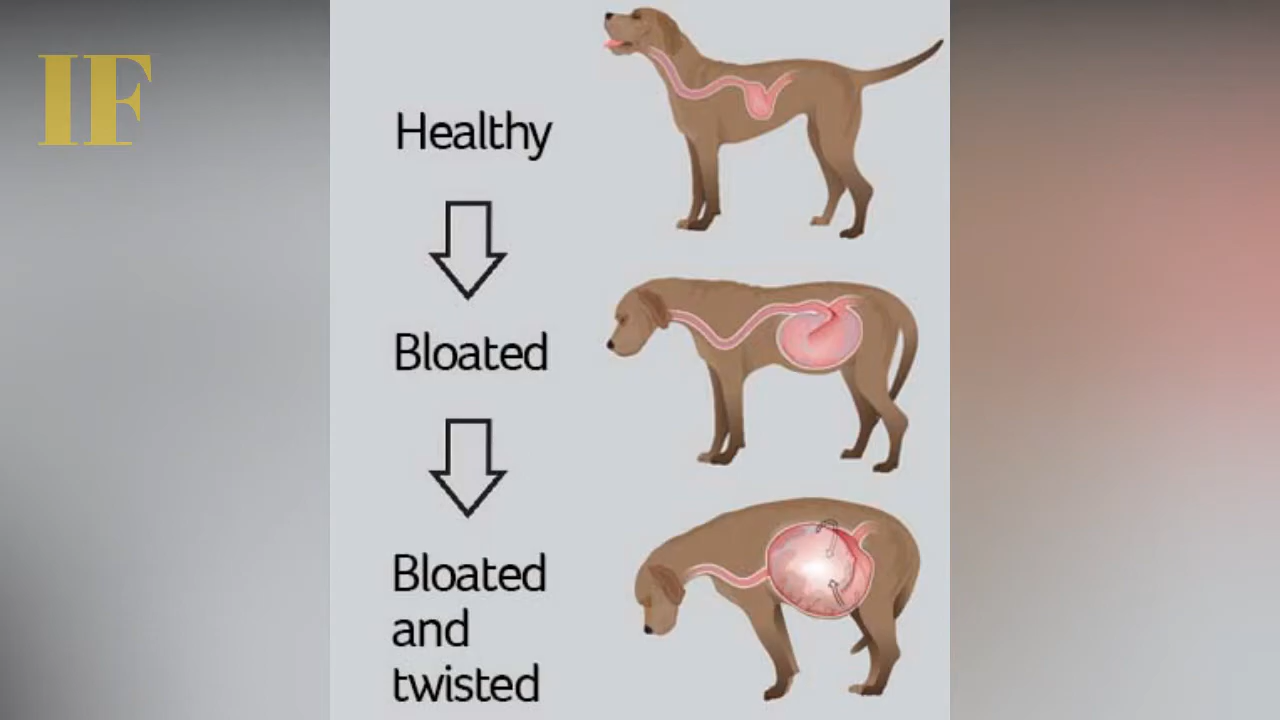 IF
Healthy
Bloated
Bloated
and
twisted